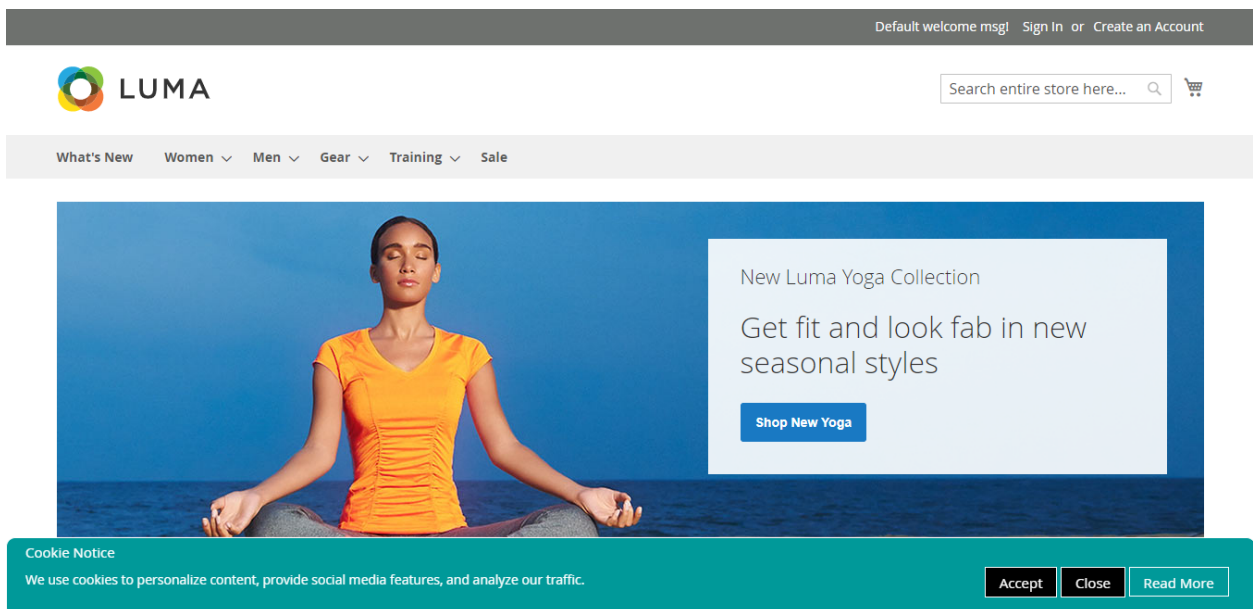 Default welcome msg! Sign In or Create an Account
LUMA
Search entire store here...
What's New Women Men Gear Training Sale
New Luma Yoga Collection
Get fit and look fab in new
seasonal styles
Shop New Yoga
Cookie Notice
We use cookies to personalize content, provide social media features, and analyze our traffic.
Accept Close Read More